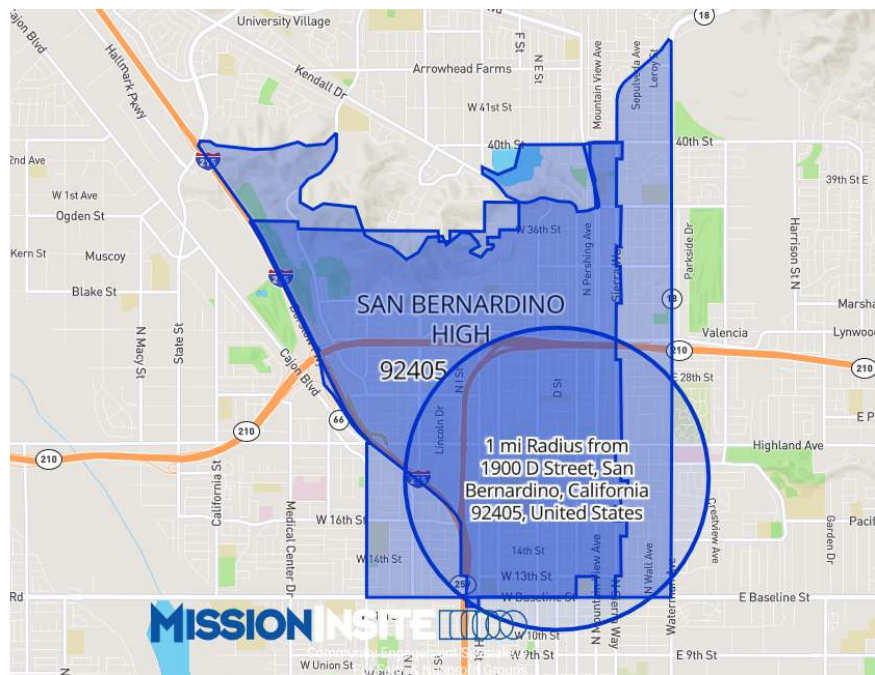 University Village
18
Cajon Blvd
Hallmark Pkwy
F St
N E St
Mountain View Ave
Sepulveda Ave
Leroy St
Arrowhead Farms
Kendall Dr
W 41st St
40th St
40th St
2nd Ave
215
39th St E
W 1st Ave
Ogden St
W 36th St
Kern St
Muscoy
N Pershing Ave
Sierra Way
Parkside Dr
Harrison St N
Blake St
215
SAN BERNARDINO
HIGH
18
Valencia
Lynwood
N Macy St
State St
Cajon Blvd
210
210
92405
N I St
D St
E 28th St
66
Lincoln Dr
210
210
1 mi Radius from
1900 D Street, San
Bernardino, California
92405, United States
Highland Ave
California St
Medical Center Dr
W 16th St
Crestview Ave
Garden Dr
14th St
W 14th St
W 13th St
N Mountain View Ave
N Sierra Way
N Wall Ave
Waterman Ave
259
Rd
W Baseline St
E Baseline St
MISSIONINSITE
W 10th St
H St
W 9th St
E 9th St
W Union St